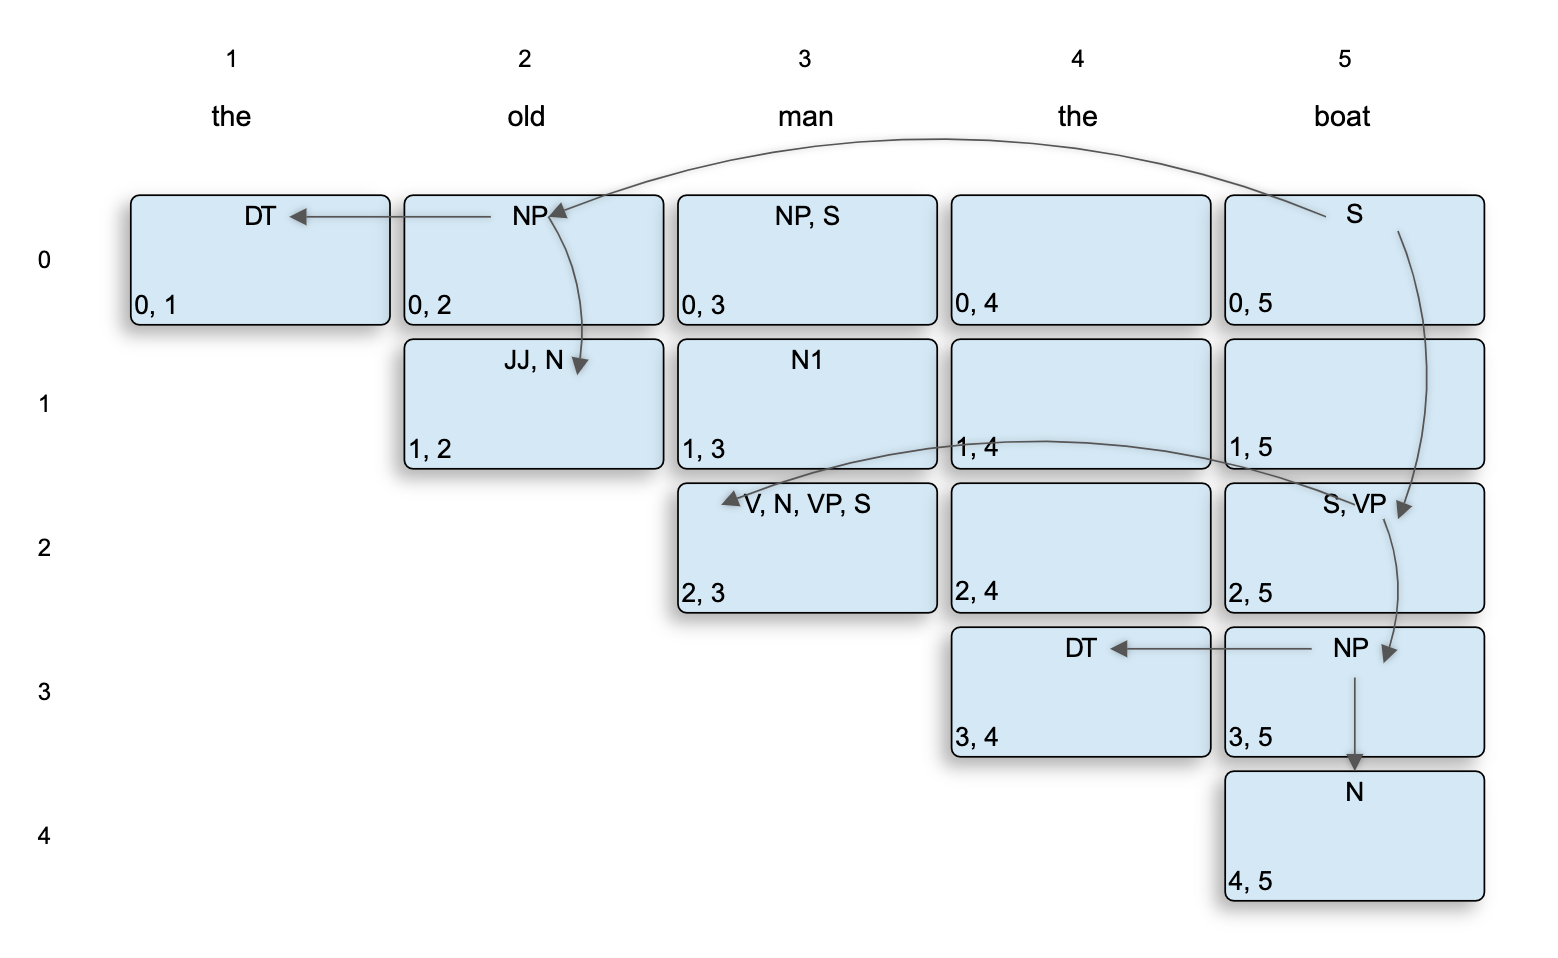 1 2 3 4 5
the old man the boat
DT NP NP, S S
0
0, 1 0, 2 0, 3 0, 4 0, 5
JJ, N N1
1
1, 2 1, 3 1, 4 1, 5
V, N, VP, S S, VP
2
2, 3 2, 4 2, 5
DT NP
3
3, 4 3, 5
N
4
4, 5